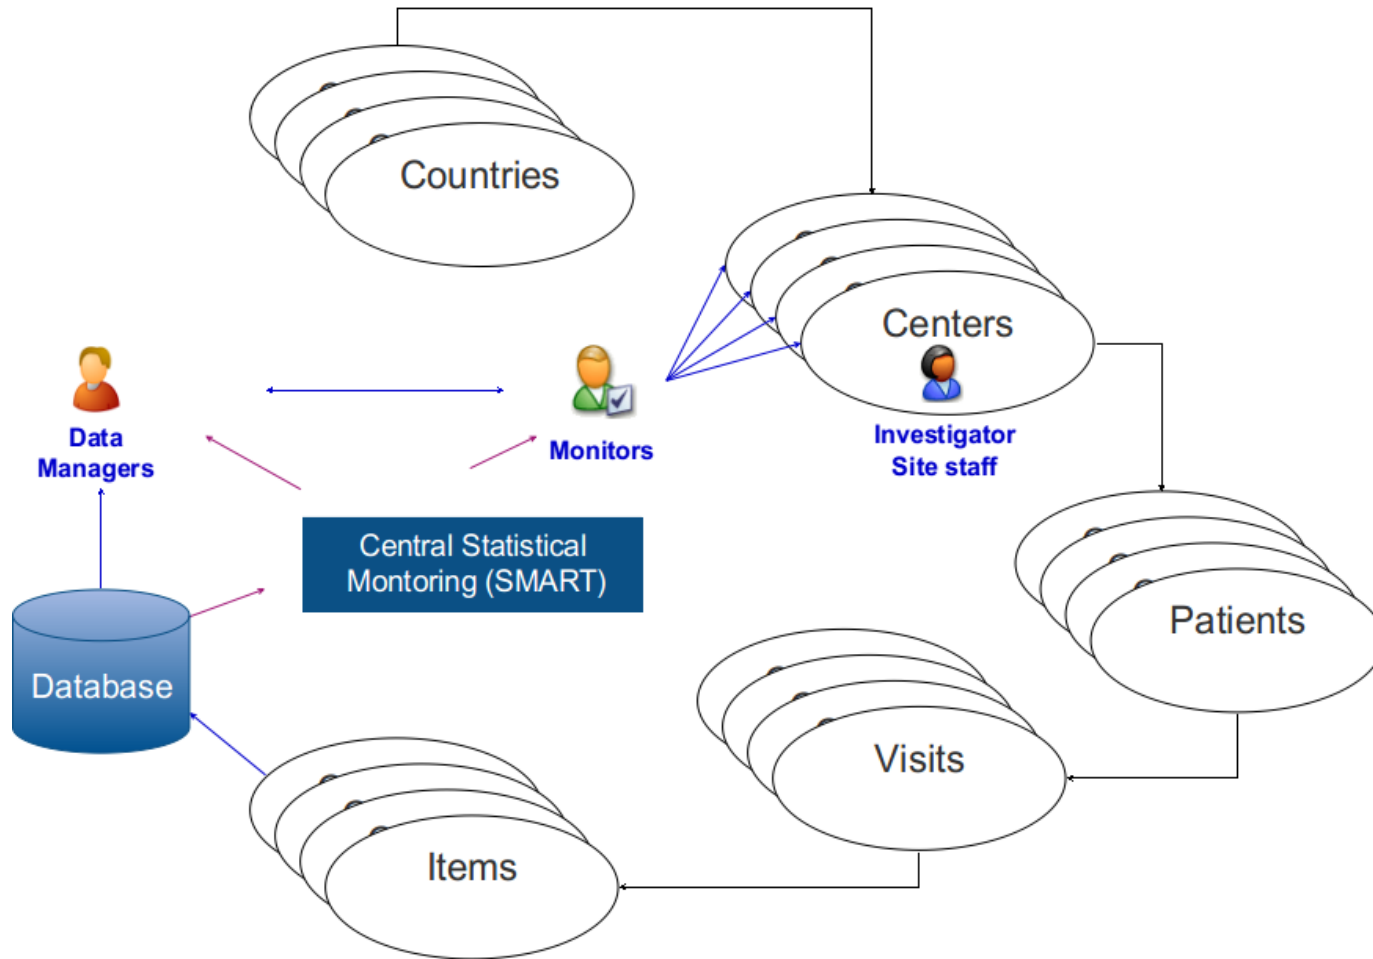 Countries
Centers
Data
Managers
Monitors
Investigator
Site staff
Central Statistical
Montoring (SMART)
Patients
Database
Visits
Items